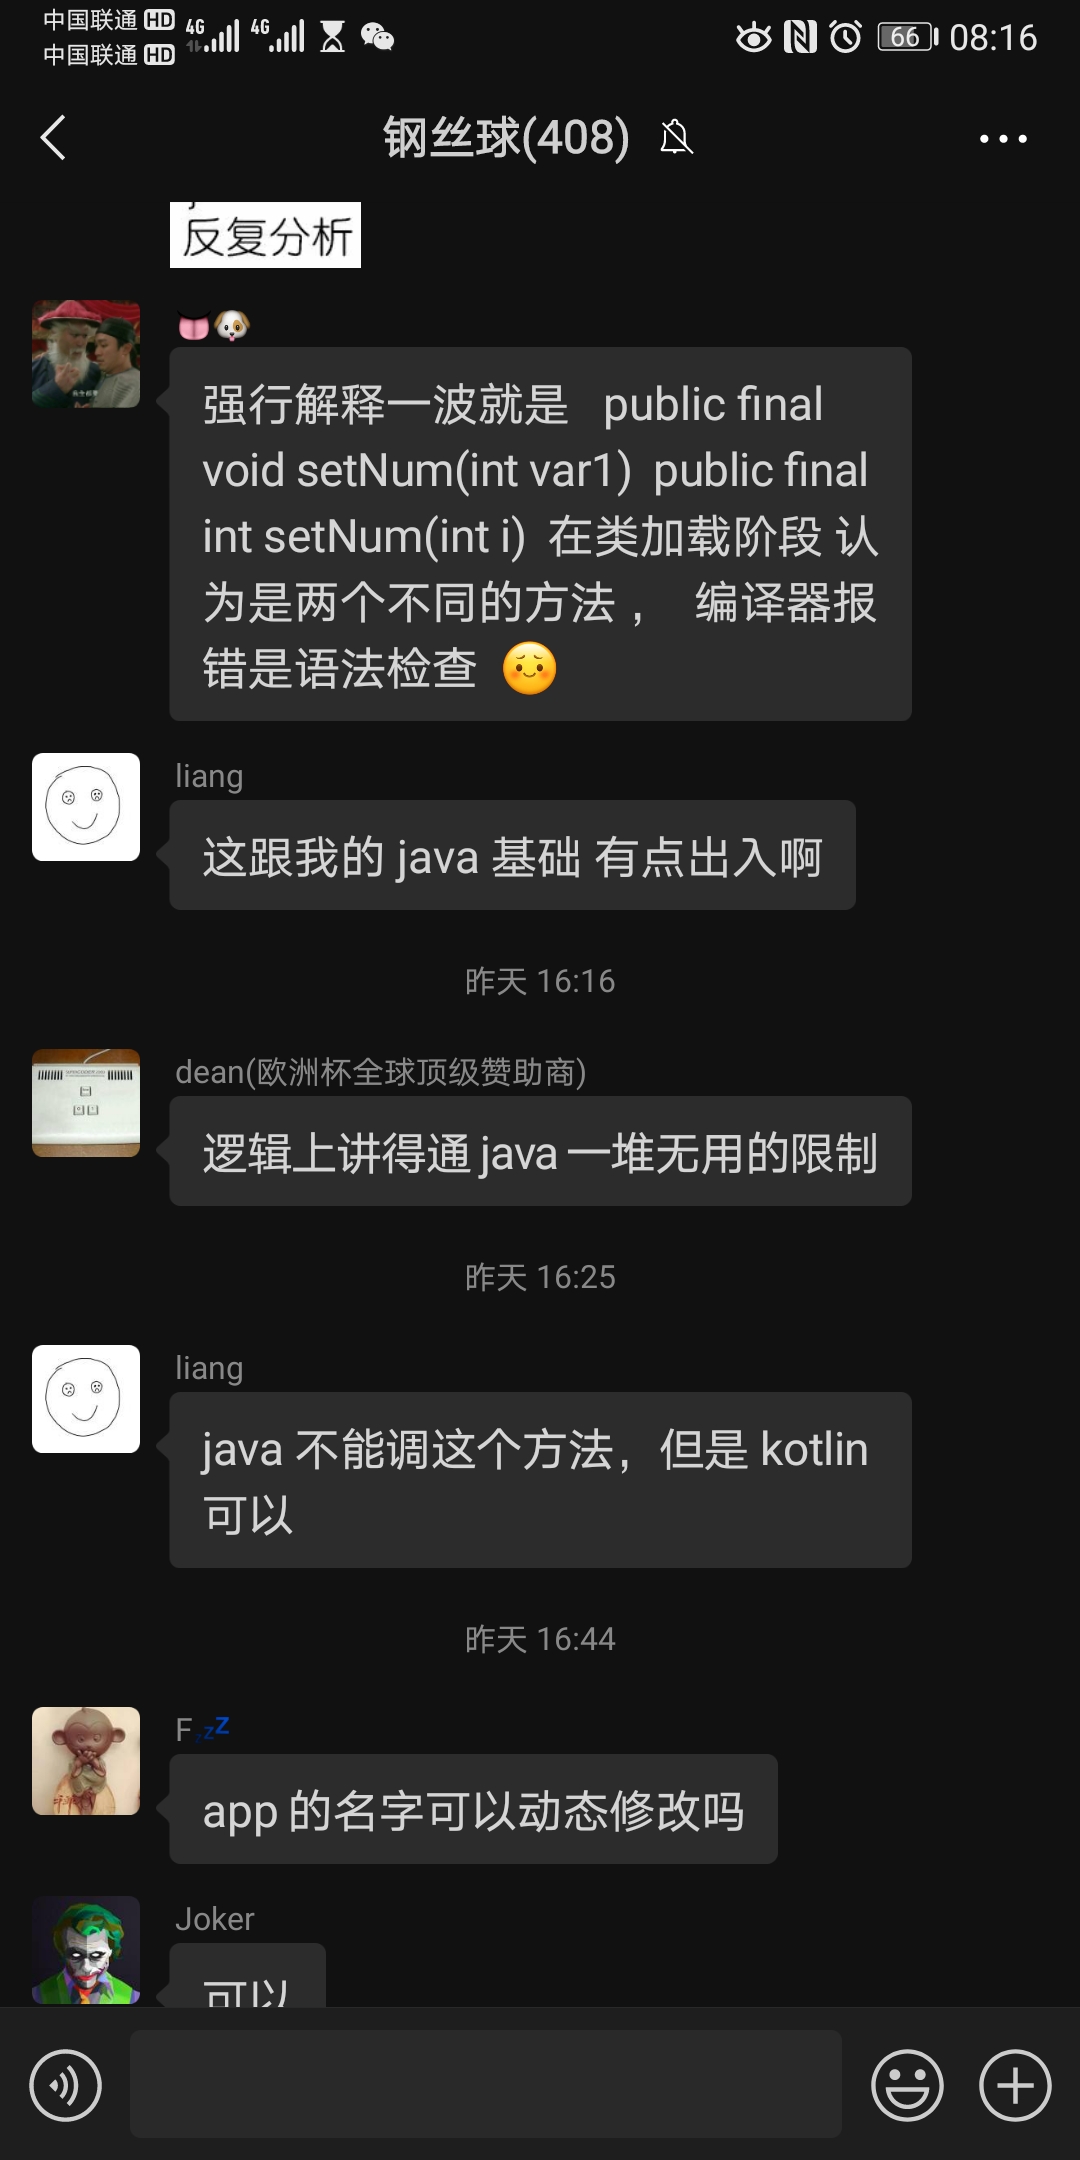 中国联通 HD 4G 4G 66 08:16
中国联通 HD
钢丝球(408)
反复分析
👅🐶
强行解释一波就是 public final
void setNum(int var1) public final
int setNum(int i) 在类加载阶段 认
为是两个不同的方法， 编译器报
错是语法检查 😌
liang
这跟我的 java 基础 有点出入啊
昨天 16:16
dean(欧洲杯全球顶级赞助商)
逻辑上讲得通 java 一堆无用的限制
昨天 16:25
liang
java 不能调这个方法，但是 kotlin
可以
昨天 16:44
F💤
app 的名字可以动态修改吗
Joker
可以